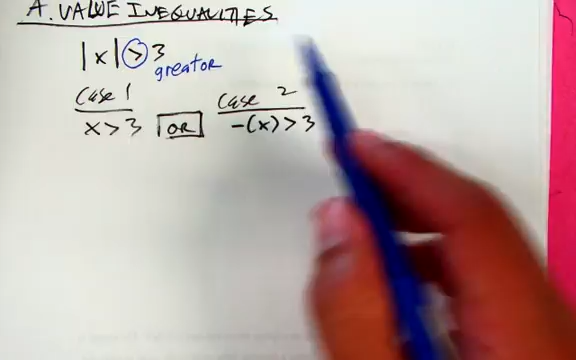 A. VALUE INEQUALITIES
|x| > 3
greator
Case 1 Case 2
x > 3 OR -(x) > 3